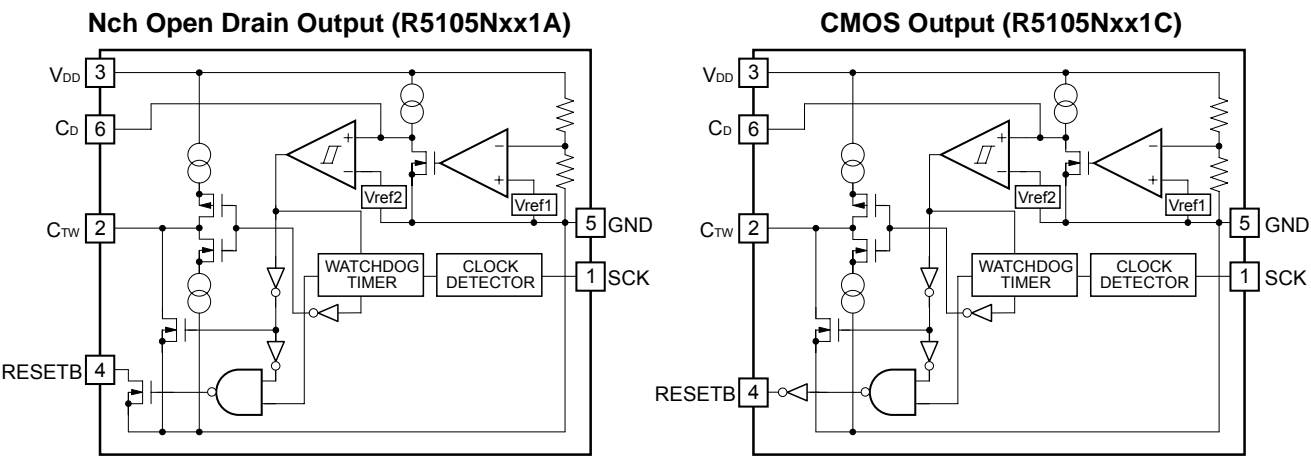 Nch Open Drain Output (R5105Nxx1A)
VDD 3
CD 6
CTW 2
RESETB 4
+
−
Vref2
−
+
Vref1
5 GND
1 SCK
WATCHDOG
TIMER
CLOCK
DETECTOR
CMOS Output (R5105Nxx1C)
VDD 3
CD 6
CTW 2
RESETB 4
+
−
Vref2
−
+
Vref1
5 GND
1 SCK
WATCHDOG
TIMER
CLOCK
DETECTOR